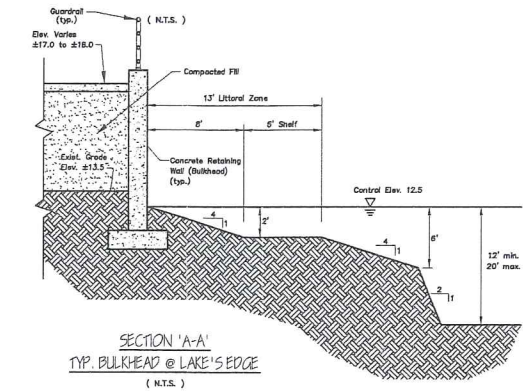 Guardrail
(typ.)
( N.T.S. )
Elev. Varies
±17.0 to ±18.0
Compacted Fill
13' Littoral Zone
8'
5' Shelf
Exist. Grade
Elev. ±13.5
Concrete Retaining
Wall (Bulkhead)
(typ.)
Control Elev. 12.5
4
1
2'
4
1
6'
12' min.
20' max.
2
1
SECTION 'A-A'
TYP. BULKHEAD @ LAKE'S EDGE
( N.T.S. )